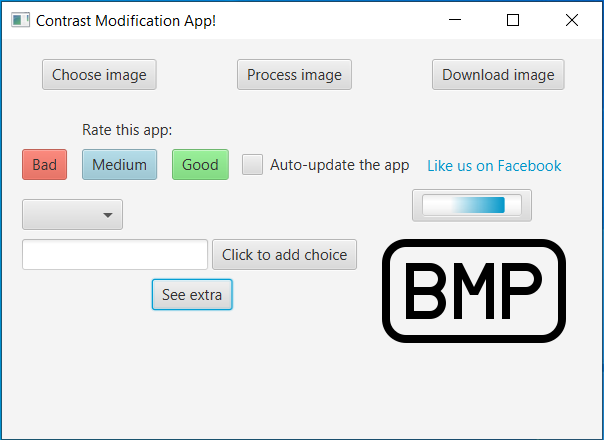 Contrast Modification App!
Choose image Process image Download image
Rate this app:
Bad Medium Good Auto-update the app Like us on Facebook
Click to add choice
See extra
BMP